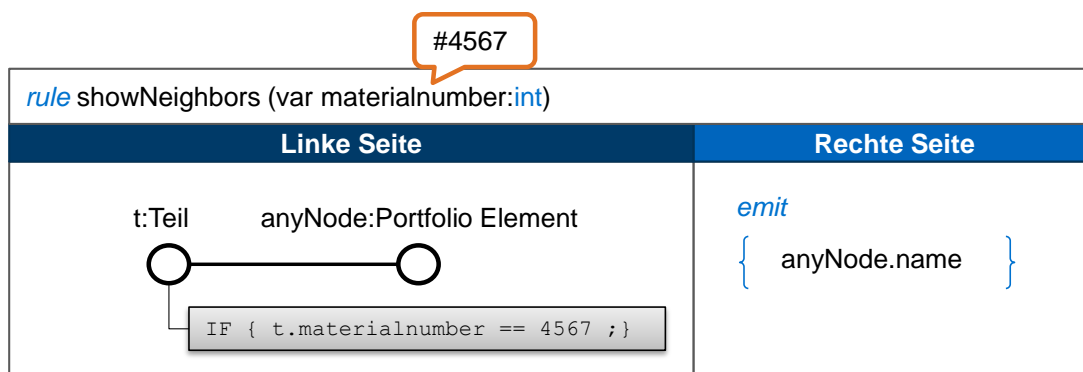 #4567
rule showNeighbors (var materialnumber:int)
Linke Seite
Rechte Seite
t:Teil
anyNode:Portfolio Element
IF { t.materialnumber == 4567 ;}
emit
{ anyNode.name }